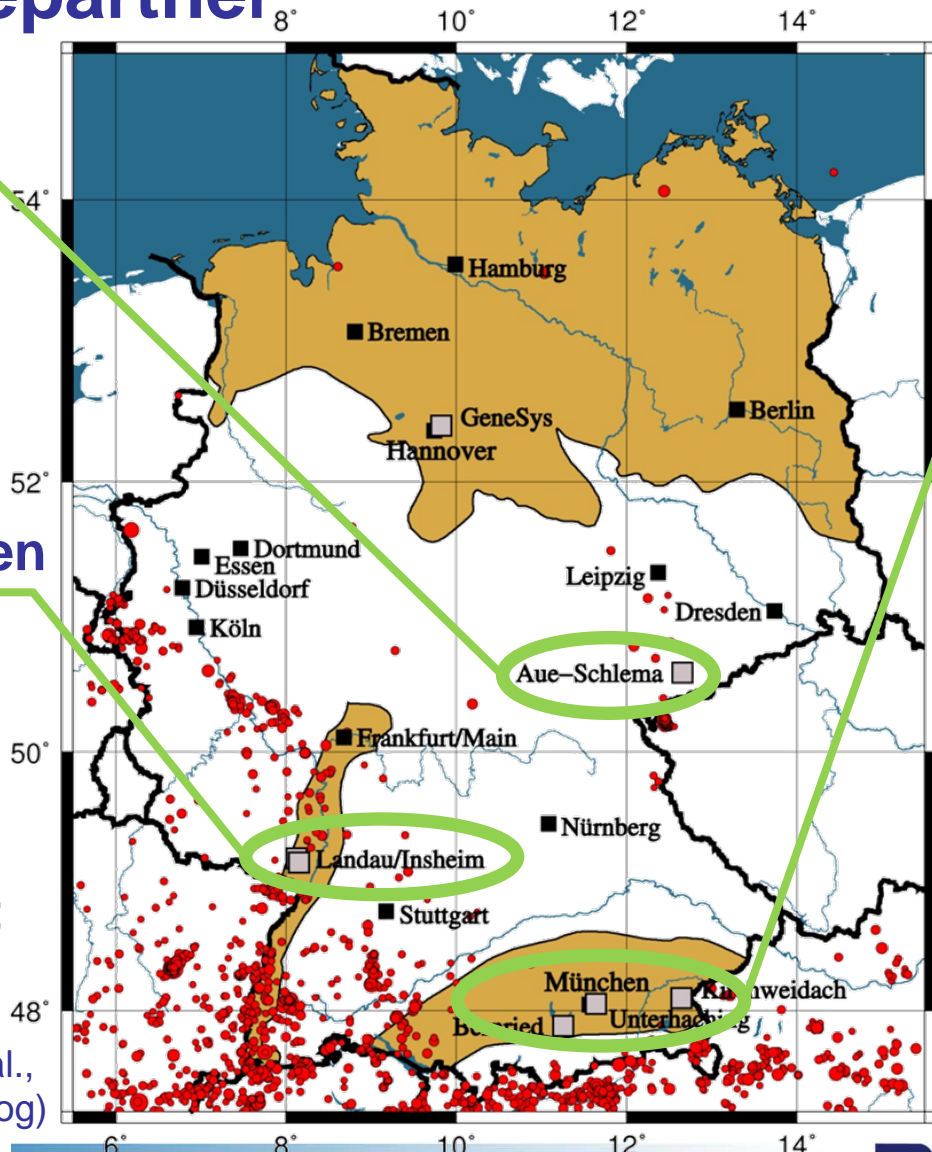 epartner
8° 10° 12° 14°
54°
Hamburg
Bremen
GeneSys
Berlin
Hannover
52°
en
Dortmund
Essen
Düsseldorf
Leipzig
Dresden
Köln
Aue–Schlema
50°
Frankfurt/Main
Nürnberg
Landau/Insheim
Stuttgart
München
Unterhaching
48°
al.,
og)
6° 8° 10° 12° 14°